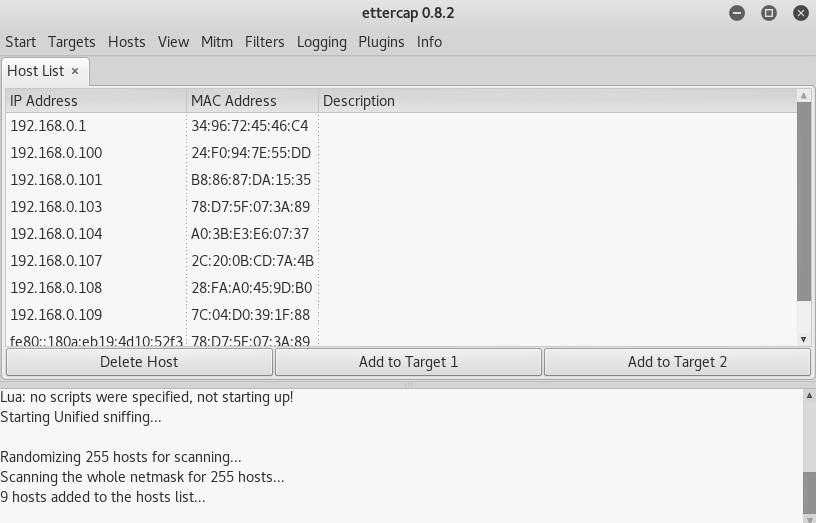 ettercap 0.8.2
Start Targets Hosts View Mitm Filters Logging Plugins Info
Host List ×
IP Address MAC Address Description
192.168.0.1 34:96:72:45:46:C4
192.168.0.100 24:F0:94:7E:55:DD
192.168.0.101 B8:86:87:DA:15:35
192.168.0.103 78:D7:5F:07:3A:89
192.168.0.104 A0:3B:E3:E6:07:37
192.168.0.107 2C:20:0B:CD:7A:4B
192.168.0.108 28:FA:A0:45:9D:B0
192.168.0.109 7C:04:D0:39:1F:88
fe80::180a:eb19:4d10:52f3 78:D7:5F:07:3A:89
Delete Host Add to Target 1 Add to Target 2
Lua: no scripts were specified, not starting up!
Starting Unified sniffing...
Randomizing 255 hosts for scanning...
Scanning the whole netmask for 255 hosts...
9 hosts added to the hosts list...